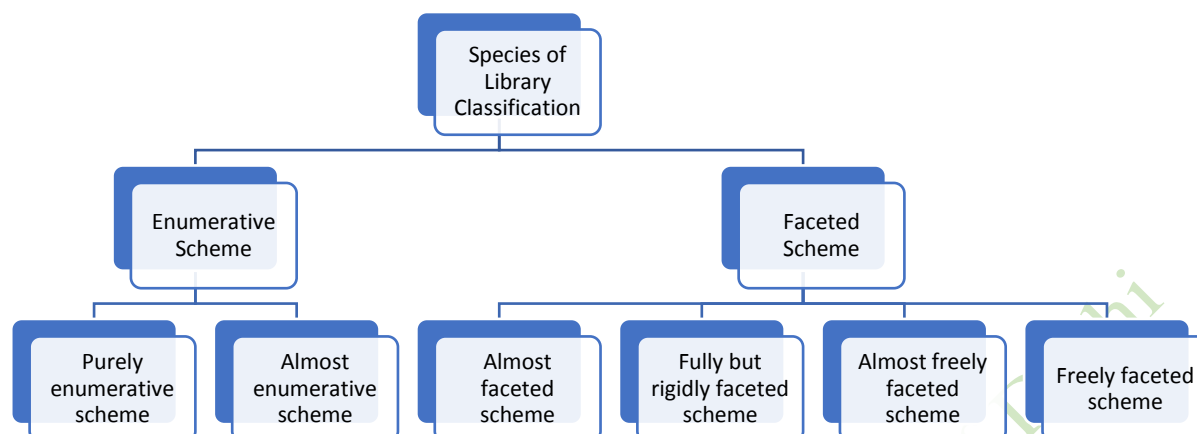 Species of
Library
Classification
Enumerative
Scheme
Faceted
Scheme
Purely
enumerative
scheme
Almost
enumerative
scheme
Almost
faceted
scheme
Fully but
rigidly faceted
scheme
Almost freely
faceted
scheme
Freely faceted
scheme